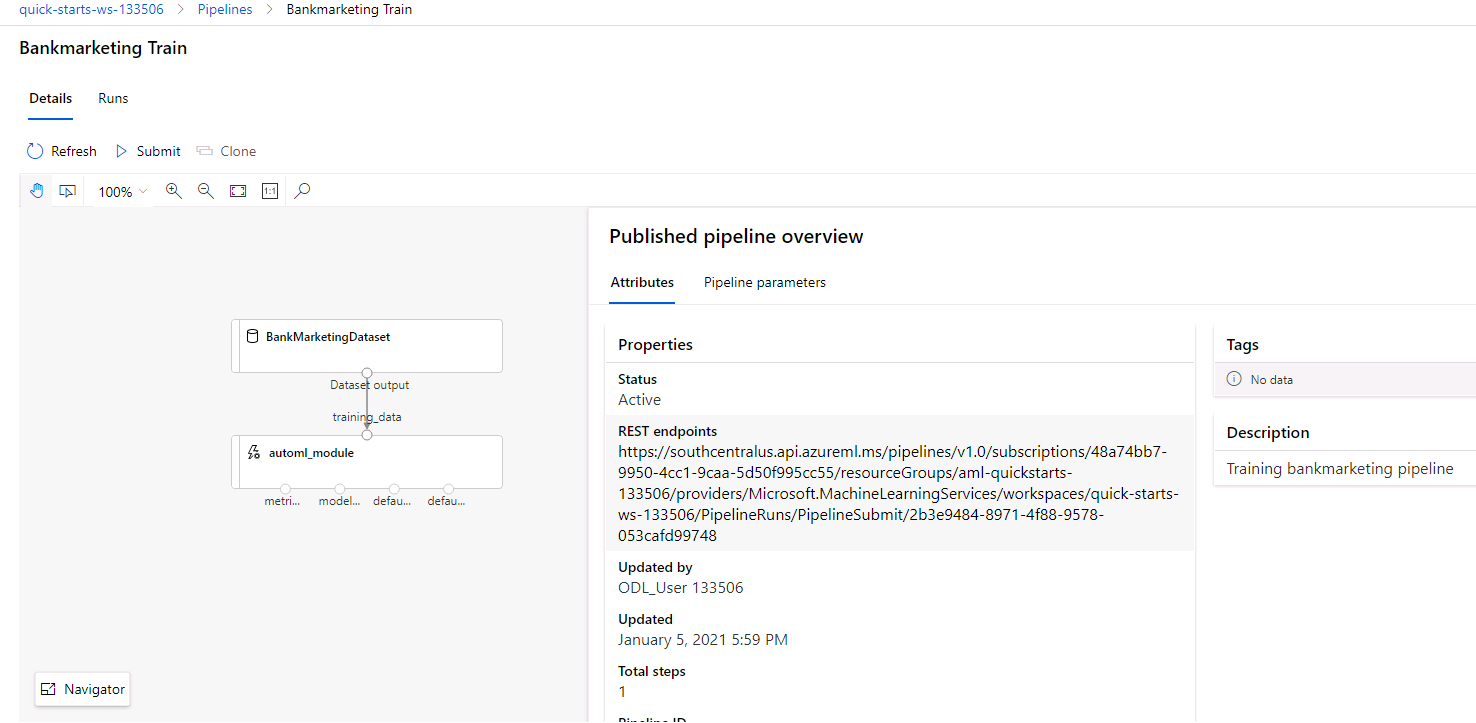 quick-starts-ws-133506 > Pipelines > Bankmarketing Train
Bankmarketing Train
Details Runs
Refresh Submit Clone
100% 1:1
BankMarketingDataset
Dataset output
training_data
automl_module
metri... model... defau... defau...
Navigator
Published pipeline overview
Attributes Pipeline parameters
Properties
Status
Active
REST endpoints
https://southcentralus.api.azureml.ms/pipelines/v1.0/subscriptions/48a74bb7-
9950-4cc1-9caa-5d50f995cc55/resourceGroups/aml-quickstarts-
133506/providers/Microsoft.MachineLearningServices/workspaces/quick-starts-
ws-133506/PipelineRuns/PipelineSubmit/2b3e9484-8971-4f88-9578-
053cafd99748
Updated by
ODL_User 133506
Updated
January 5, 2021 5:59 PM
Total steps
1
Pipeline ID
Tags
No data
Description
Training bankmarketing pipeline